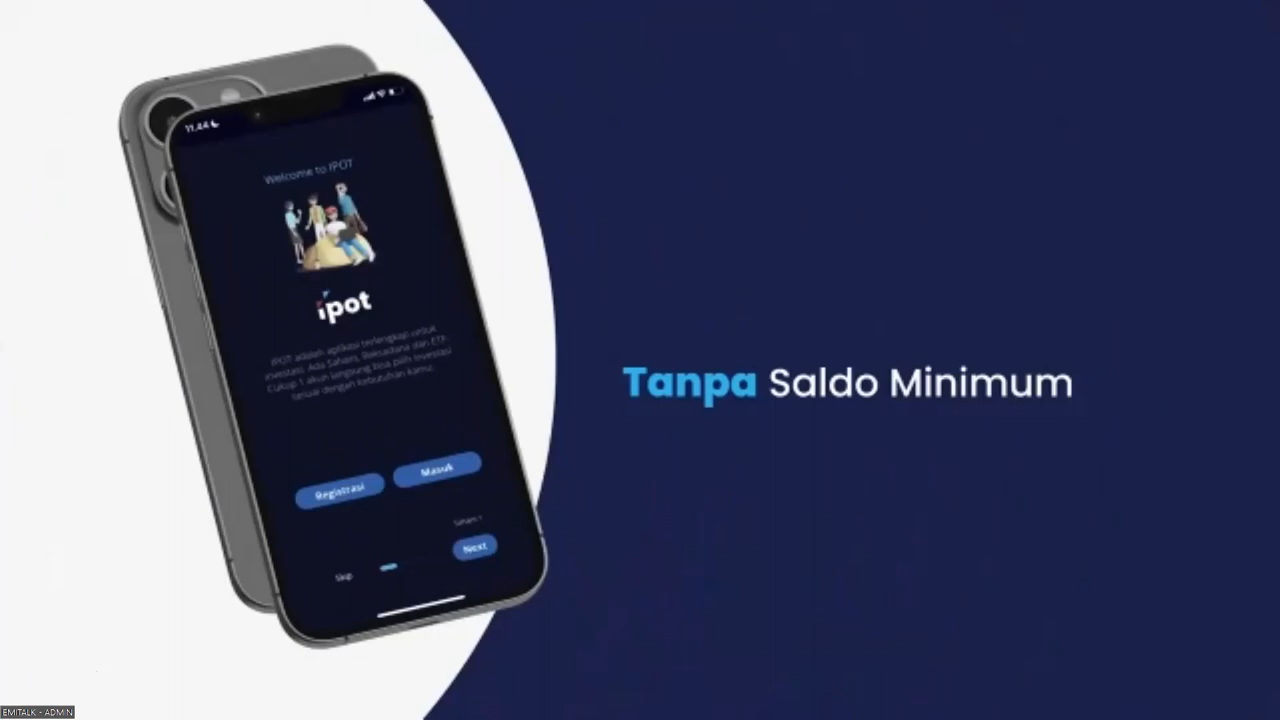 11.44
Welcome to IPOT
ipot
IPOT adalah aplikasi terlengkap untuk
investasi. Ada Saham, Reksadana dan ETF.
Cukup 1 akun langsung bisa pilih investasi
sesuai dengan kebutuhan kamu.
Registrasi
Masuk
Skip
Next
Tanpa Saldo Minimum
EMITALK - ADMIN